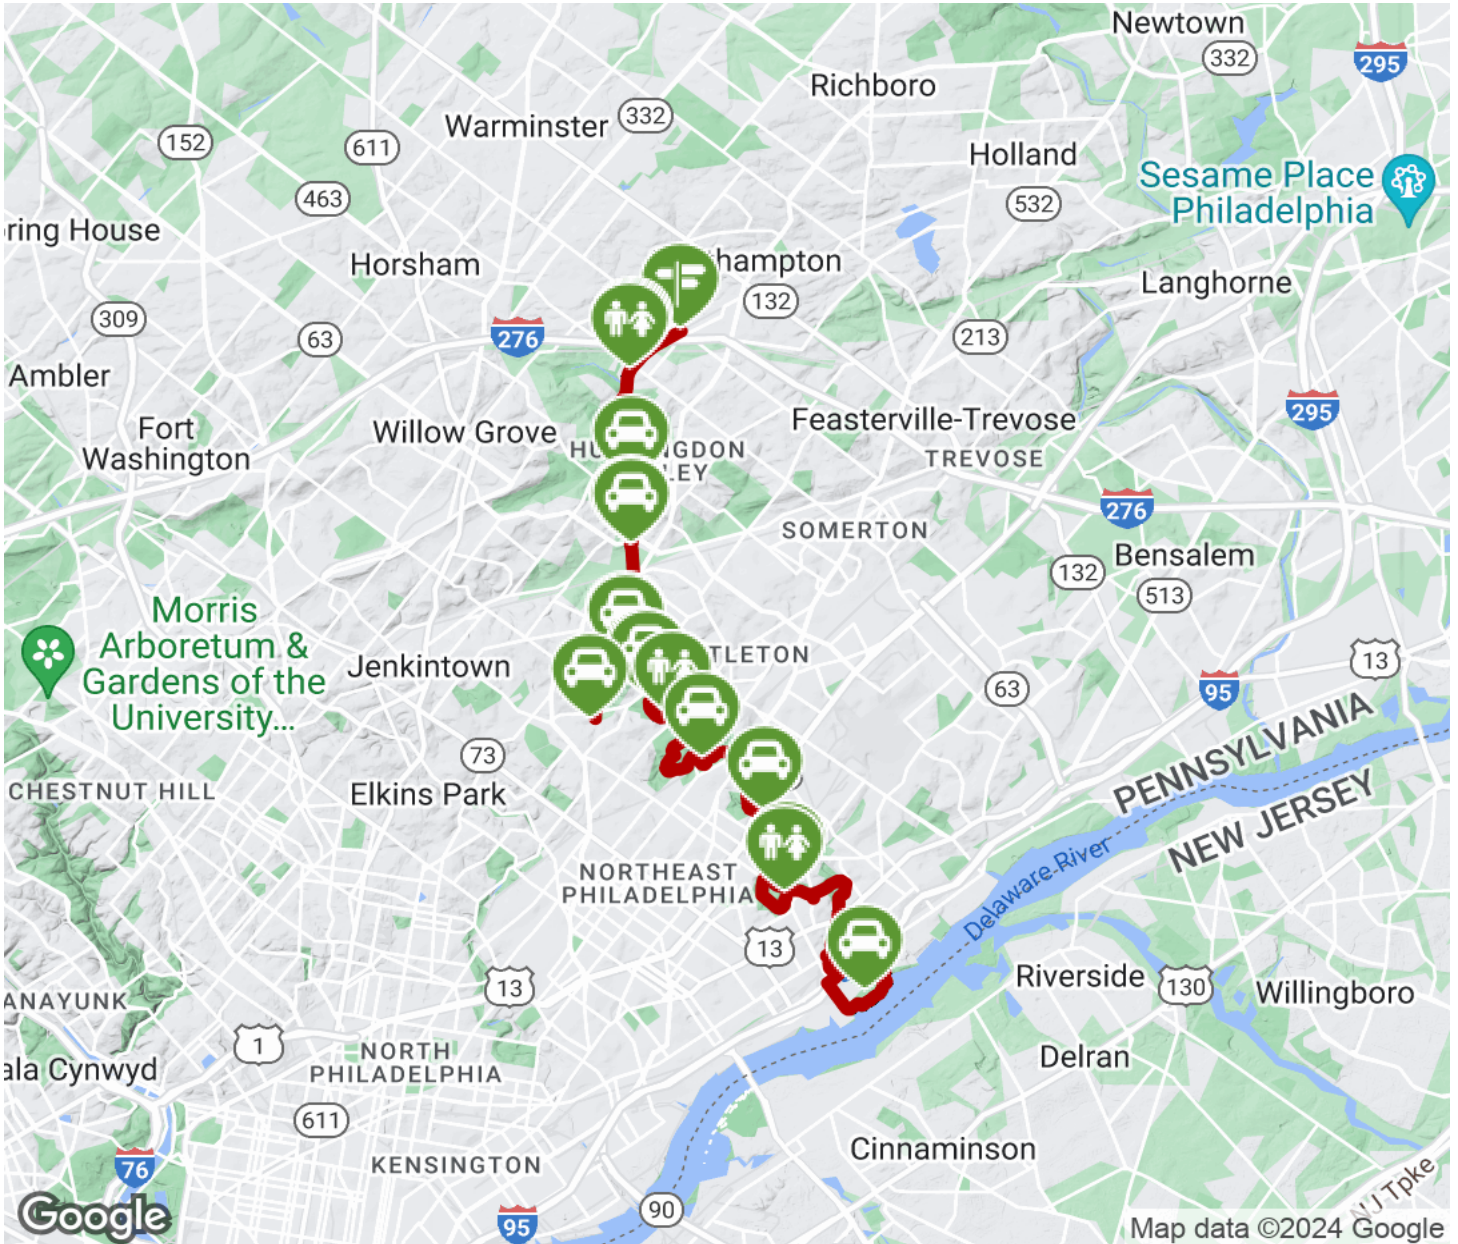 Newtown
332
295
Richboro
Warminster
332
152
611
Holland
463
532
Sesame Place
Philadelphia
ring House
Horsham
hampton
132
Langhorne
309
63
276
213
Ambler
Feasterville-Trevose
295
Fort
Washington
Willow Grove
HU NGDON
LEY
TREVOSE
276
SOMERTON
Bensalem
132
513
Morris
Arboretum &
Gardens of the
University...
Jenkintown
TLETON
13
63
95
PENNSYLVANIA
NEW JERSEY
73
CHESTNUT HILL
Elkins Park
Delaware River
NORTHEAST
PHILADELPHIA
13
13
Riverside
130
Willingboro
ANAYUNK
1
NORTH
PHILADELPHIA
Delran
ala Cynwyd
611
Cinnaminson
KENSINGTON
76
NJ Tpke
90
95
Google
Map data ©2024 Google